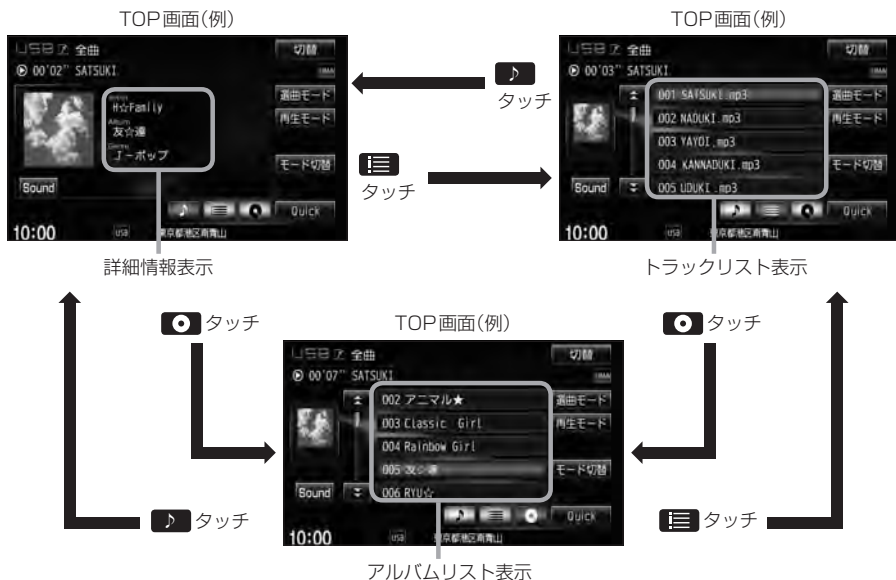 TOP画面(例)
USB 全曲
切替
00'02" SATSUKI
Artist
H☆Family
Album
友☆達
Genre
J-ポップ
選曲モード
再生モード
モード切替
Sound
Quick
10:00
usb
東京都港区南青山
詳細情報表示
タッチ
タッチ
TOP画面(例)
USB 全曲
切替
00'03" SATSUKI
001 SATSUKI.mp3
002 NADUKI.mp3
003 YAYOI.mp3
004 KANNADUKI.mp3
005 UDUKI.mp3
選曲モード
再生モード
モード切替
Sound
Quick
10:00
usb
東京都港区南青山
トラックリスト表示
タッチ
タッチ
TOP画面(例)
USB 全曲
切替
00'07" SATSUKI
002 アニマル★
003 Classic Girl
004 Rainbow Girl
005 友☆達
006 RYU☆
選曲モード
再生モード
モード切替
Sound
Quick
10:00
usb
東京都港区南青山
タッチ
タッチ
アルバムリスト表示